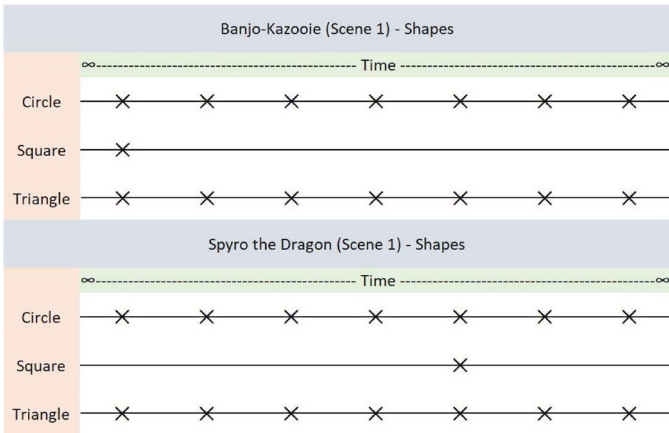 Banjo-Kazooie (Scene 1) - Shapes
∞--------------------------------------------- Time ---------------------------------------------∞
Circle
Square
Triangle
Spyro the Dragon (Scene 1) - Shapes
∞--------------------------------------------- Time ---------------------------------------------∞
Circle
Square
Triangle